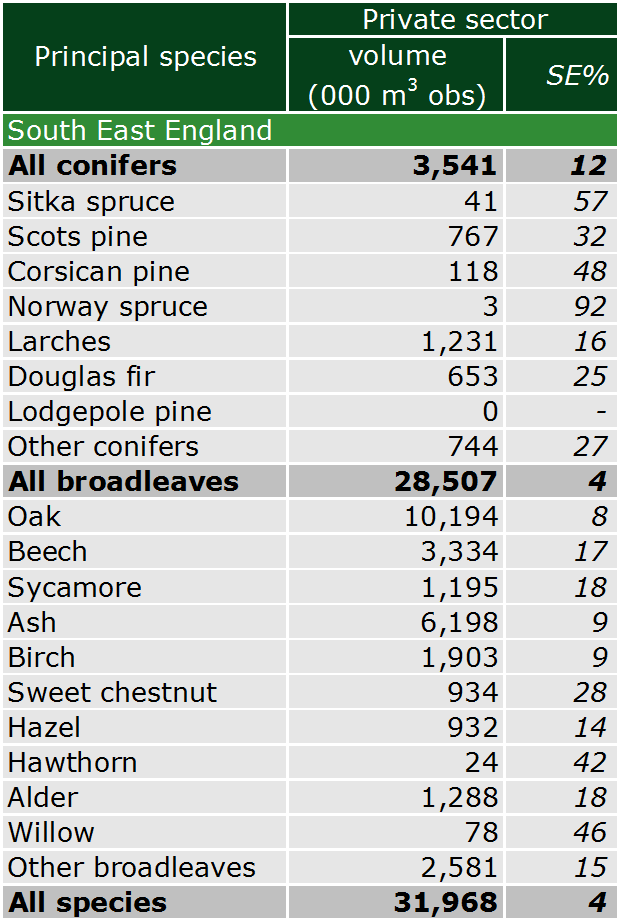 Principal species Private sector
volume (000 m³ obs) SE%
South East England
All conifers 3,541 12
Sitka spruce 41 57
Scots pine 767 32
Corsican pine 118 48
Norway spruce 3 92
Larches 1,231 16
Douglas fir 653 25
Lodgepole pine 0 -
Other conifers 744 27
All broadleaves 28,507 4
Oak 10,194 8
Beech 3,334 17
Sycamore 1,195 18
Ash 6,198 9
Birch 1,903 9
Sweet chestnut 934 28
Hazel 932 14
Hawthorn 24 42
Alder 1,288 18
Willow 78 46
Other broadleaves 2,581 15
All species 31,968 4